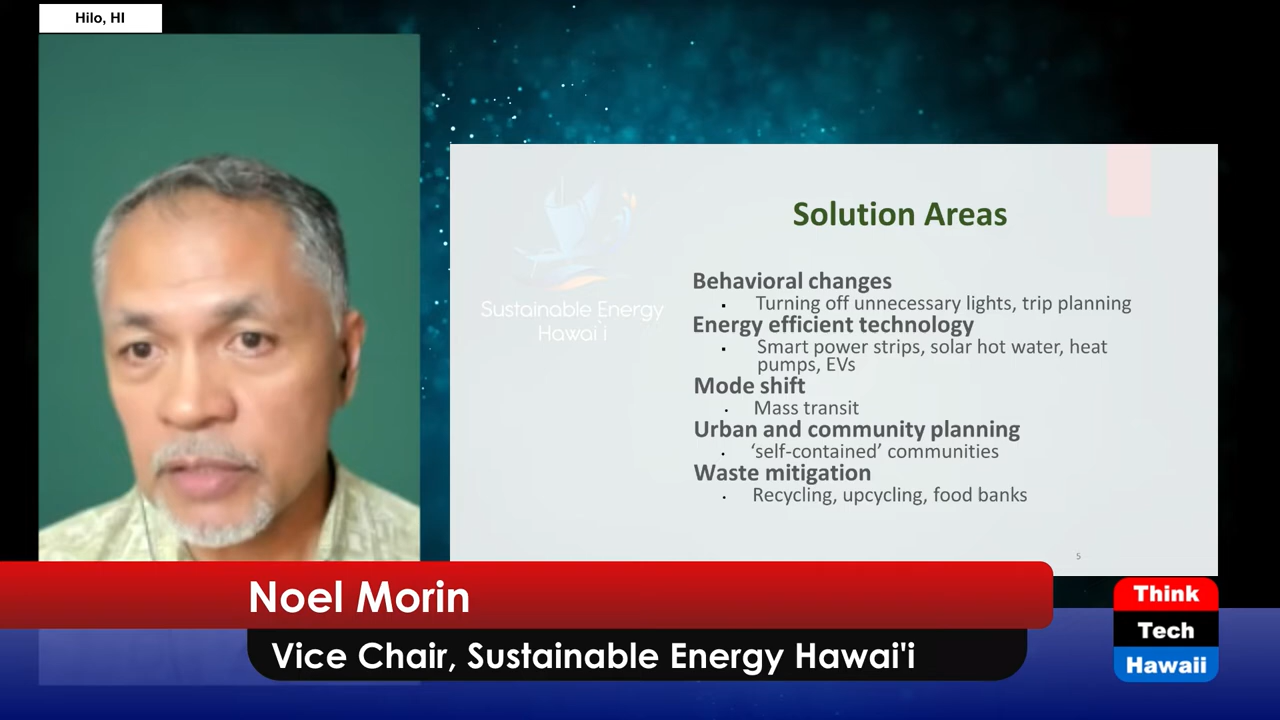 Hilo, HI
Solution Areas
Sustainable Energy
Hawai`i
Behavioral changes
▪ Turning off unnecessary lights, trip planning
Energy efficient technology
▪ Smart power strips, solar hot water, heat
pumps, EVs
Mode shift
▪ Mass transit
Urban and community planning
▪ ‘self-contained’ communities
Waste mitigation
▪ Recycling, upcycling, food banks
5
Noel Morin
Vice Chair, Sustainable Energy Hawai'i
Think
Tech
Hawaii